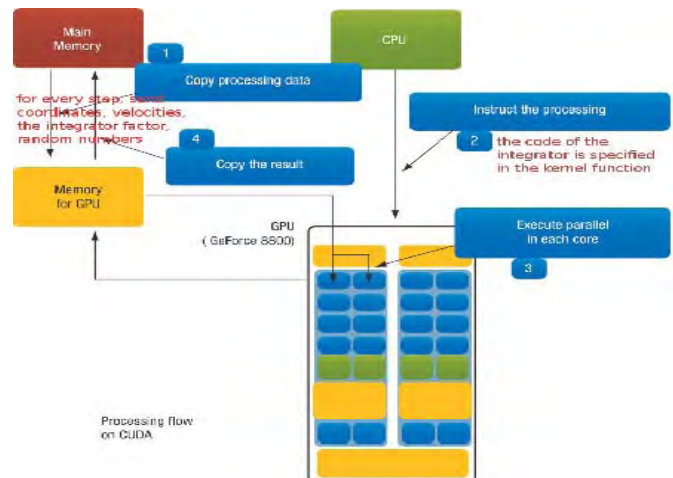 Main
Memory
CPU
1
Copy processing data
for every step: send
coordinates, velocities,
the integrator factor,
random numbers
4
Copy the result
Instruct the processing
2
the code of the
integrator is specified
in the kernel function
Memory
for GPU
GPU
( GeForce 8800)
Execute parallel
in each core
3
Processing flow
on CUDA